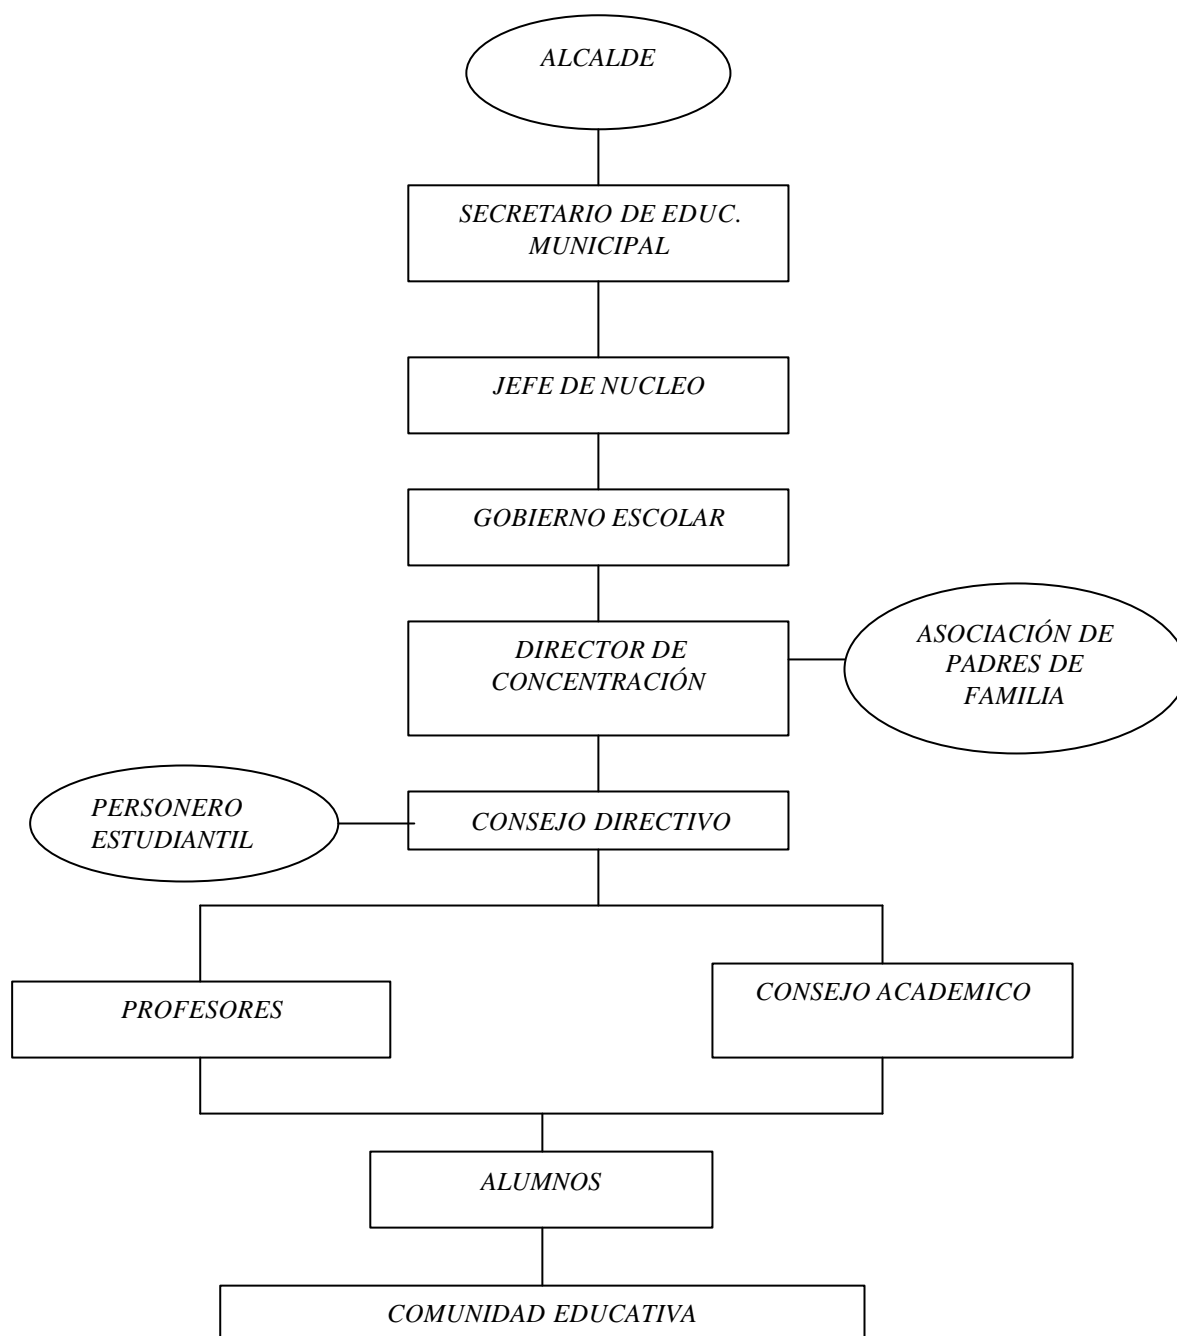 ALCALDE
SECRETARIO DE EDUC.
MUNICIPAL
JEFE DE NUCLEO
GOBIERNO ESCOLAR
DIRECTOR DE
CONCENTRACIÓN
ASOCIACIÓN DE
PADRES DE
FAMILIA
PERSONERO
ESTUDIANTIL
CONSEJO DIRECTIVO
PROFESORES
CONSEJO ACADEMICO
ALUMNOS
COMUNIDAD EDUCATIVA